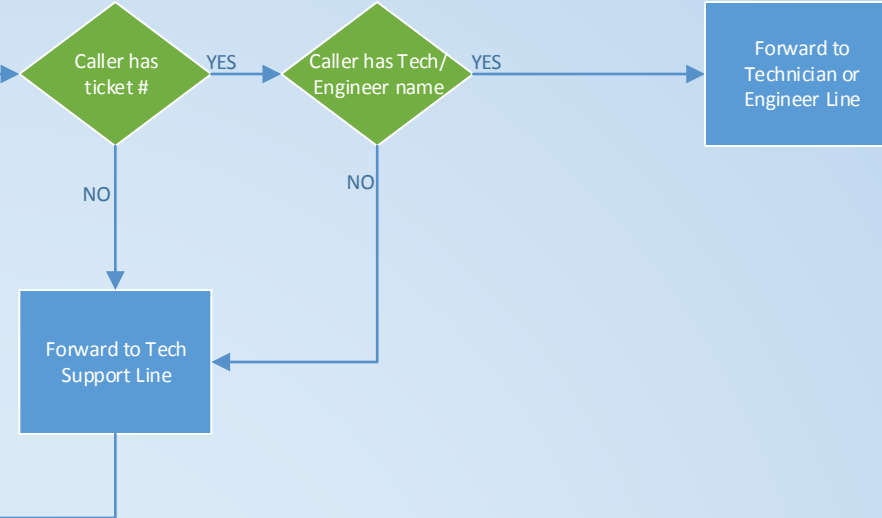 Caller has
ticket #
YES
Caller has Tech/
Engineer name
YES
Forward to
Technician or
Engineer Line
NO
NO
Forward to Tech
Support Line